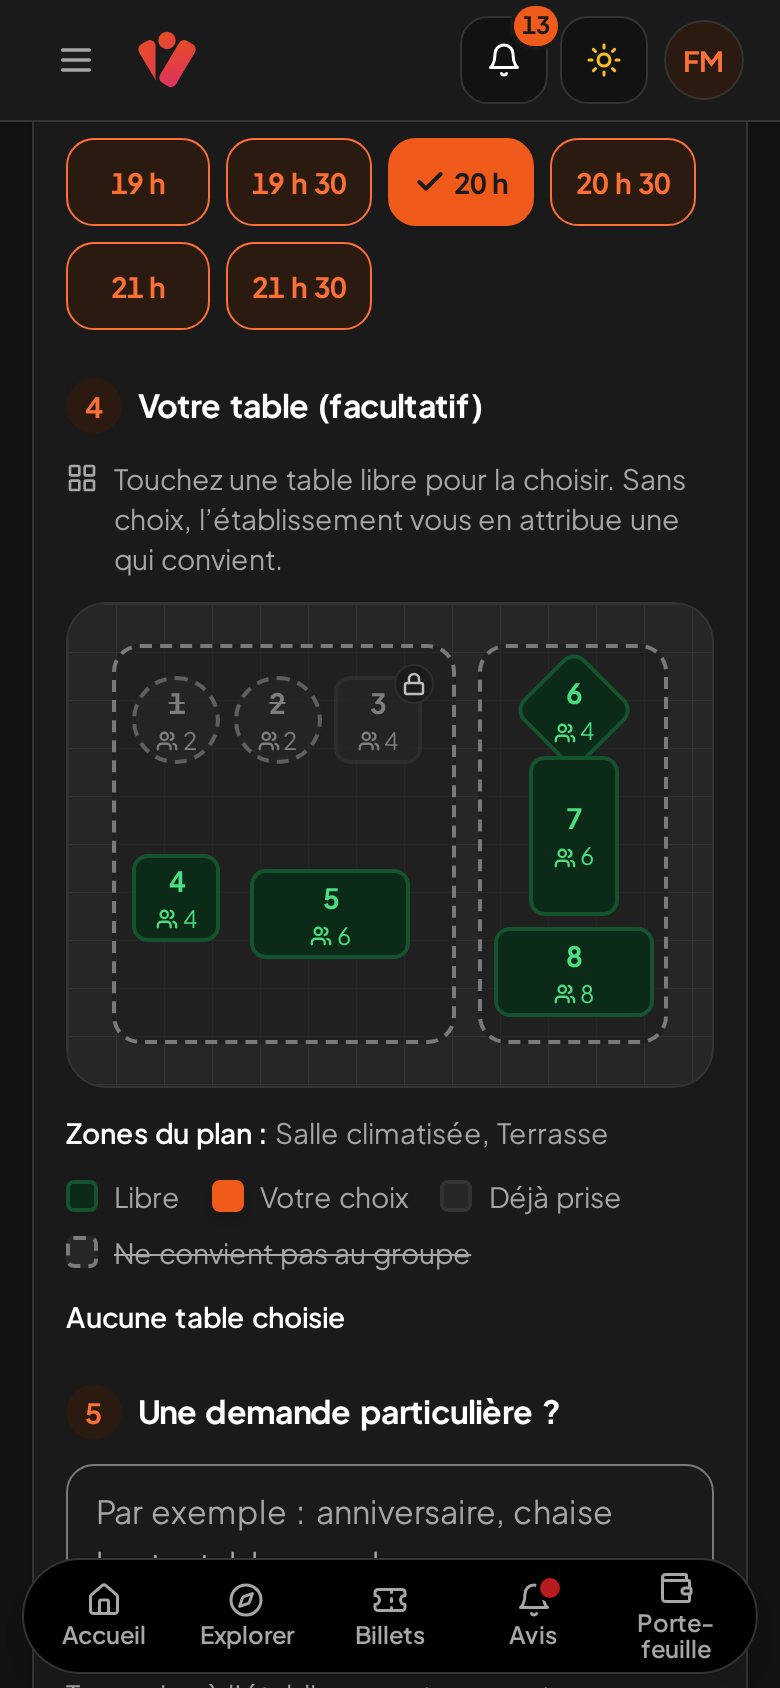 13
FM
19 h
19 h 30
20 h
20 h 30
21 h
21 h 30
4 Votre table (facultatif)
Touchez une table libre pour la choisir. Sans
choix, l’établissement vous en attribue une
qui convient.
1
2
2
2
3
4
6
4
7
6
4
4
5
6
8
8
Zones du plan : Salle climatisée, Terrasse
Libre
Votre choix
Déjà prise
Ne convient pas au groupe
Aucune table choisie
5 Une demande particulière ?
Par exemple : anniversaire, chaise
Accueil
Explorer
Billets
Avis
Porte-
feuille